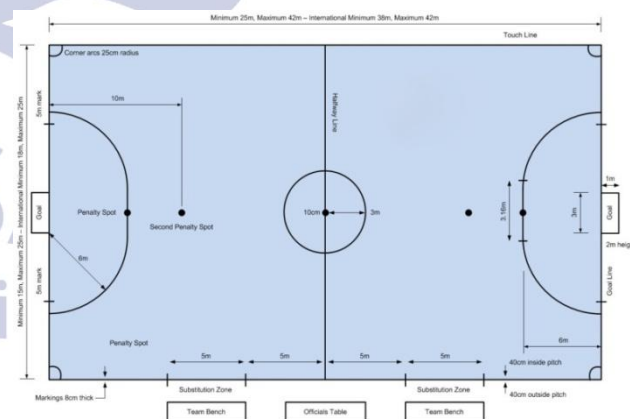 Minimum 25m, Maximum 42m – International Minimum 38m, Maximum 42m
Touch Line
Corner arcs 25cm radius
Minimum 15m, Maximum 25m – International Minimum 18m, Maximum 25m
5m mark
10m
Halfway Line
1m
Goal
Penalty Spot
Second Penalty Spot
10cm
3m
3.16m
3m
Goal
2m heig
6m
5m mark
Goal Line
Penalty Spot
6m
5m
5m
5m
5m
40cm inside pitch
Markings 8cm thick
Substitution Zone
Substitution Zone
40cm outside pitch
Team Bench
Officials Table
Team Bench